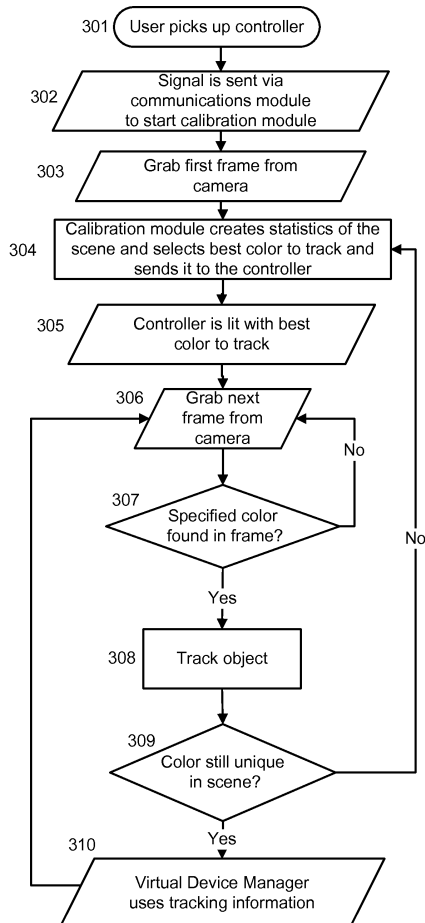 301
User picks up controller
302
Signal is sent via
communications module
to start calibration module
303
Grab first frame from
camera
304
Calibration module creates statistics of the
scene and selects best color to track and
sends it to the controller
305
Controller is lit with best
color to track
306
Grab next
frame from
camera
No
307
Specified color
found in frame?
No
Yes
308
Track object
309
Color still unique
in scene?
Yes
310
Virtual Device Manager
uses tracking information